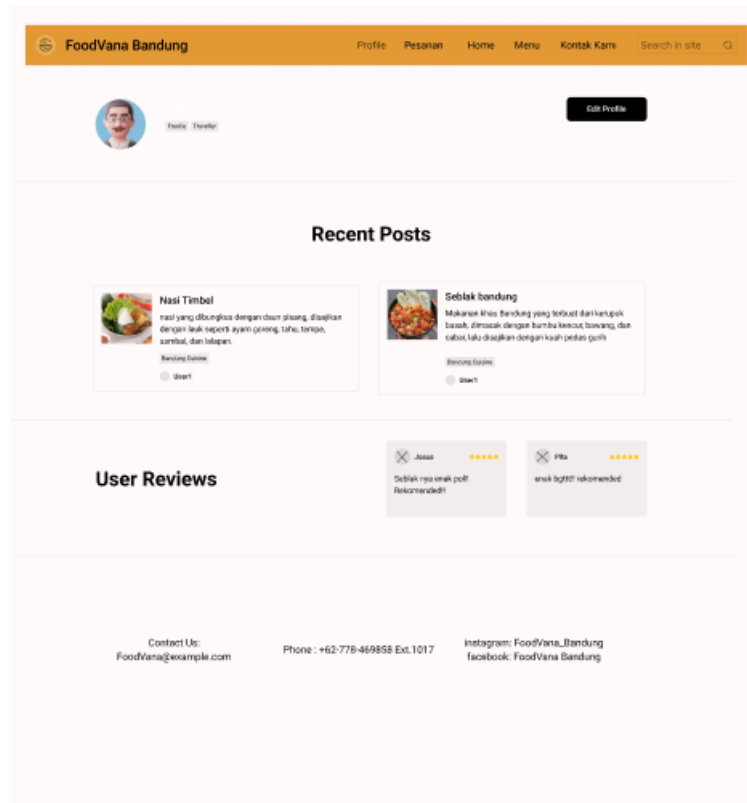 FoodVana Bandung
Profile Pesanan Home Menu Kontak Kami Search in site
Foodie Traveler
Edit Profile
Recent Posts
Nasi Timbel
nasi yang dibungkus dengan daun pisang, disajikan
dengan lauk seperti ayam goreng, tahu, tempe,
sambal, dan lalapan.
Bandung Cuisine
User1
Seblak bandung
Makanan khas Bandung yang terbuat dari kerupuk
basah, dimasak dengan bumbu kencur, bawang, dan
cabai, lalu disajikan dengan kuah pedas gurih
Bandung Cuisine
User1
User Reviews
Josua
Seblak nya enak poll!
Rekomended!!
Pita
enak bgttt!! rekomended
Contact Us:
FoodVana@example.com
Phone : +62-778-469858 Ext.1017
instagram: FoodVana_Bandung
facebook: FoodVana Bandung